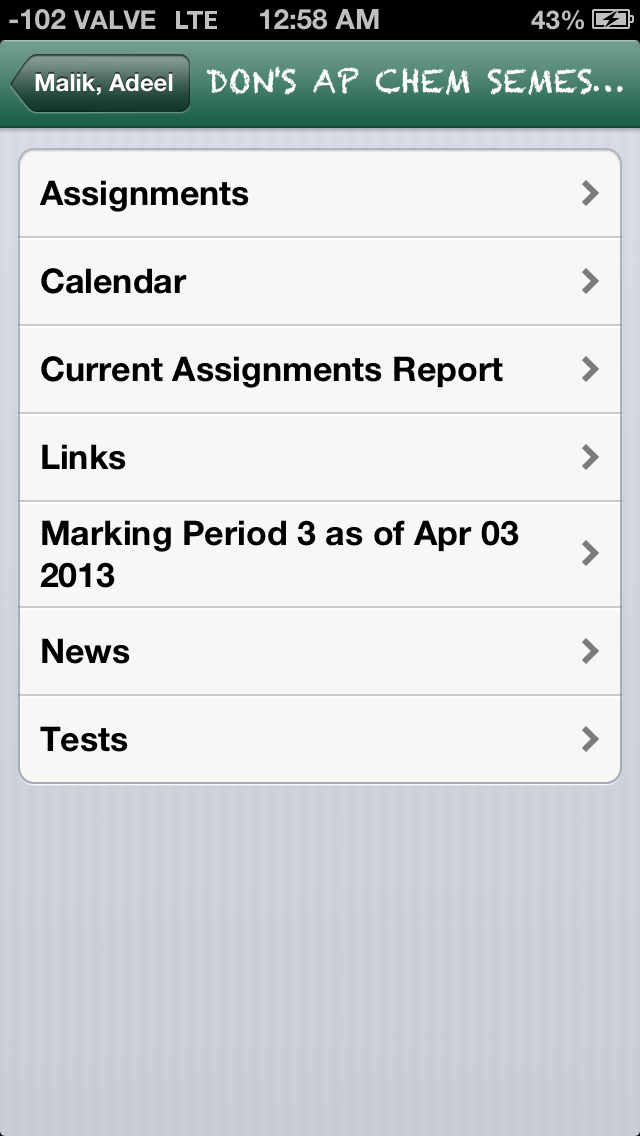 -102 VALVE LTE 12:58 AM 43%
Malik, Adeel DON'S AP CHEM SEMES...
Assignments
Calendar
Current Assignments Report
Links
Marking Period 3 as of Apr 03
2013
News
Tests